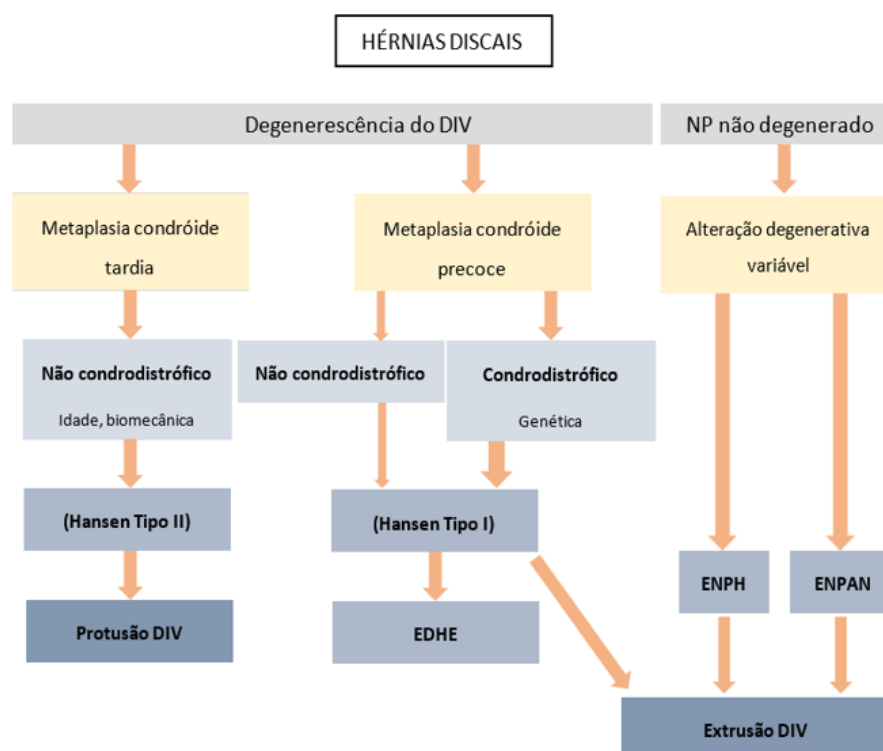 HÉRNIAS DISCAIS
Degenerescência do DIV
NP não degenerado
Metaplasia condróide
tardia
Metaplasia condróide
precoce
Alteração degenerativa
variável
Não condrodistrófico
Idade, biomecânica
Não condrodistrófico
Condrodistrófico
Genética
(Hansen Tipo II)
(Hansen Tipo I)
ENPH
ENPAN
Protusão DIV
EDHE
Extrusão DIV